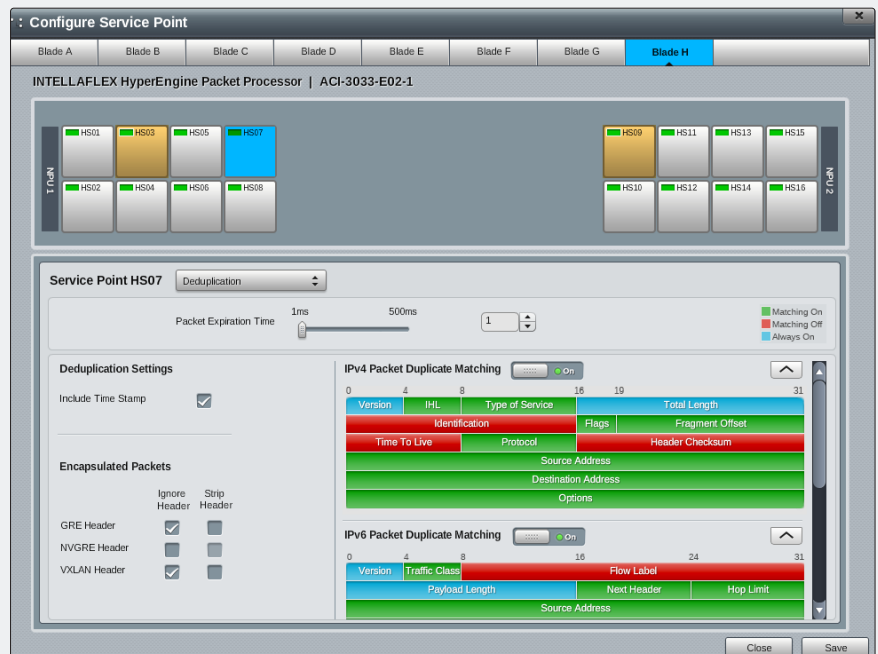 : Configure Service Point
Blade A Blade B Blade C Blade D Blade E Blade F Blade G Blade H
INTELLAFLEX HyperEngine Packet Processor | ACI-3033-E02-1
HS01 HS03 HS05 HS07 HS09 HS11 HS13 HS15
NPU 1 NPU 2
HS02 HS04 HS06 HS08 HS10 HS12 HS14 HS16
Service Point HS07 Deduplication
Packet Expiration Time 1ms 500ms 1
Matching On
Matching Off
Always On
Deduplication Settings
Include Time Stamp
Encapsulated Packets
Ignore Header Strip Header
GRE Header
NVGRE Header
VXLAN Header
IPv4 Packet Duplicate Matching On
0 4 8 16 19 31
Version IHL Type of Service Total Length
Identification Flags Fragment Offset
Time To Live Protocol Header Checksum
Source Address
Destination Address
Options
IPv6 Packet Duplicate Matching On
0 4 8 16 24 31
Version Traffic Class Flow Label
Payload Length Next Header Hop Limit
Source Address
Close Save